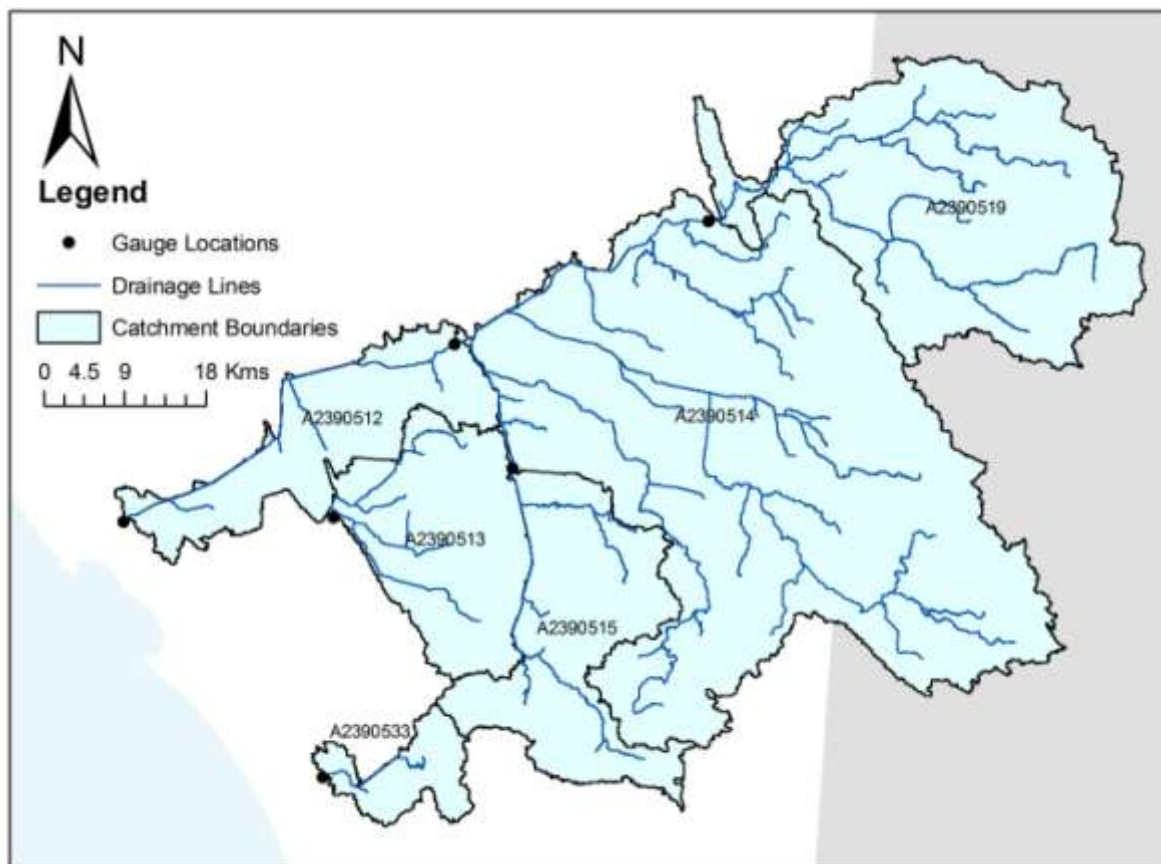 N
Legend
Gauge Locations
Drainage Lines
Catchment Boundaries
0 4.5 9 18 Kms
A2390519
A2390512
A2390514
A2390513
A2390515
A2390533